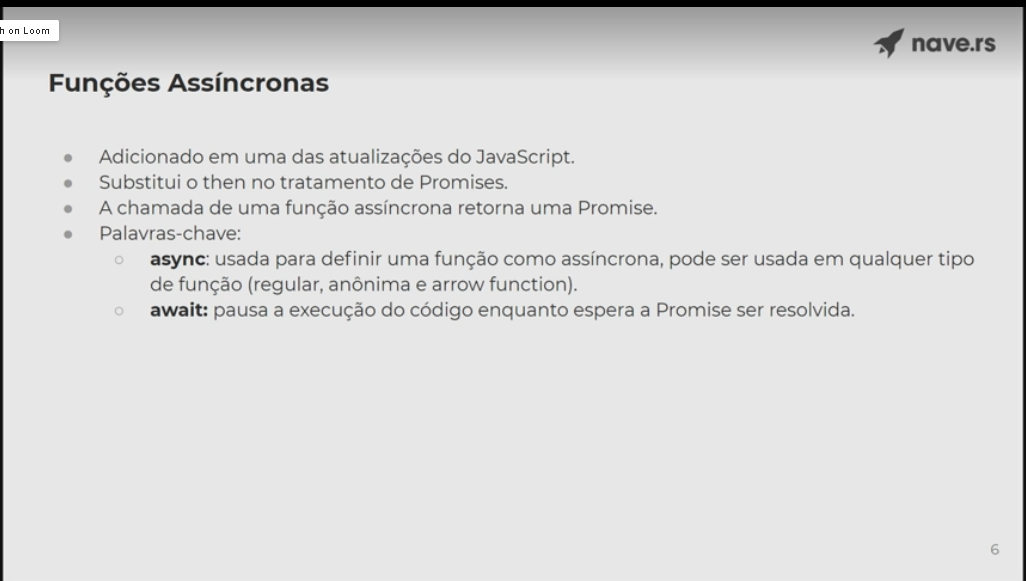 h on Loom
nave.rs
Funções Assíncronas
● Adicionado em uma das atualizações do JavaScript.
● Substitui o then no tratamento de Promises.
● A chamada de uma função assíncrona retorna uma Promise.
● Palavras-chave:
○ async: usada para definir uma função como assíncrona, pode ser usada em qualquer tipo
de função (regular, anônima e arrow function).
○ await: pausa a execução do código enquanto espera a Promise ser resolvida.
6